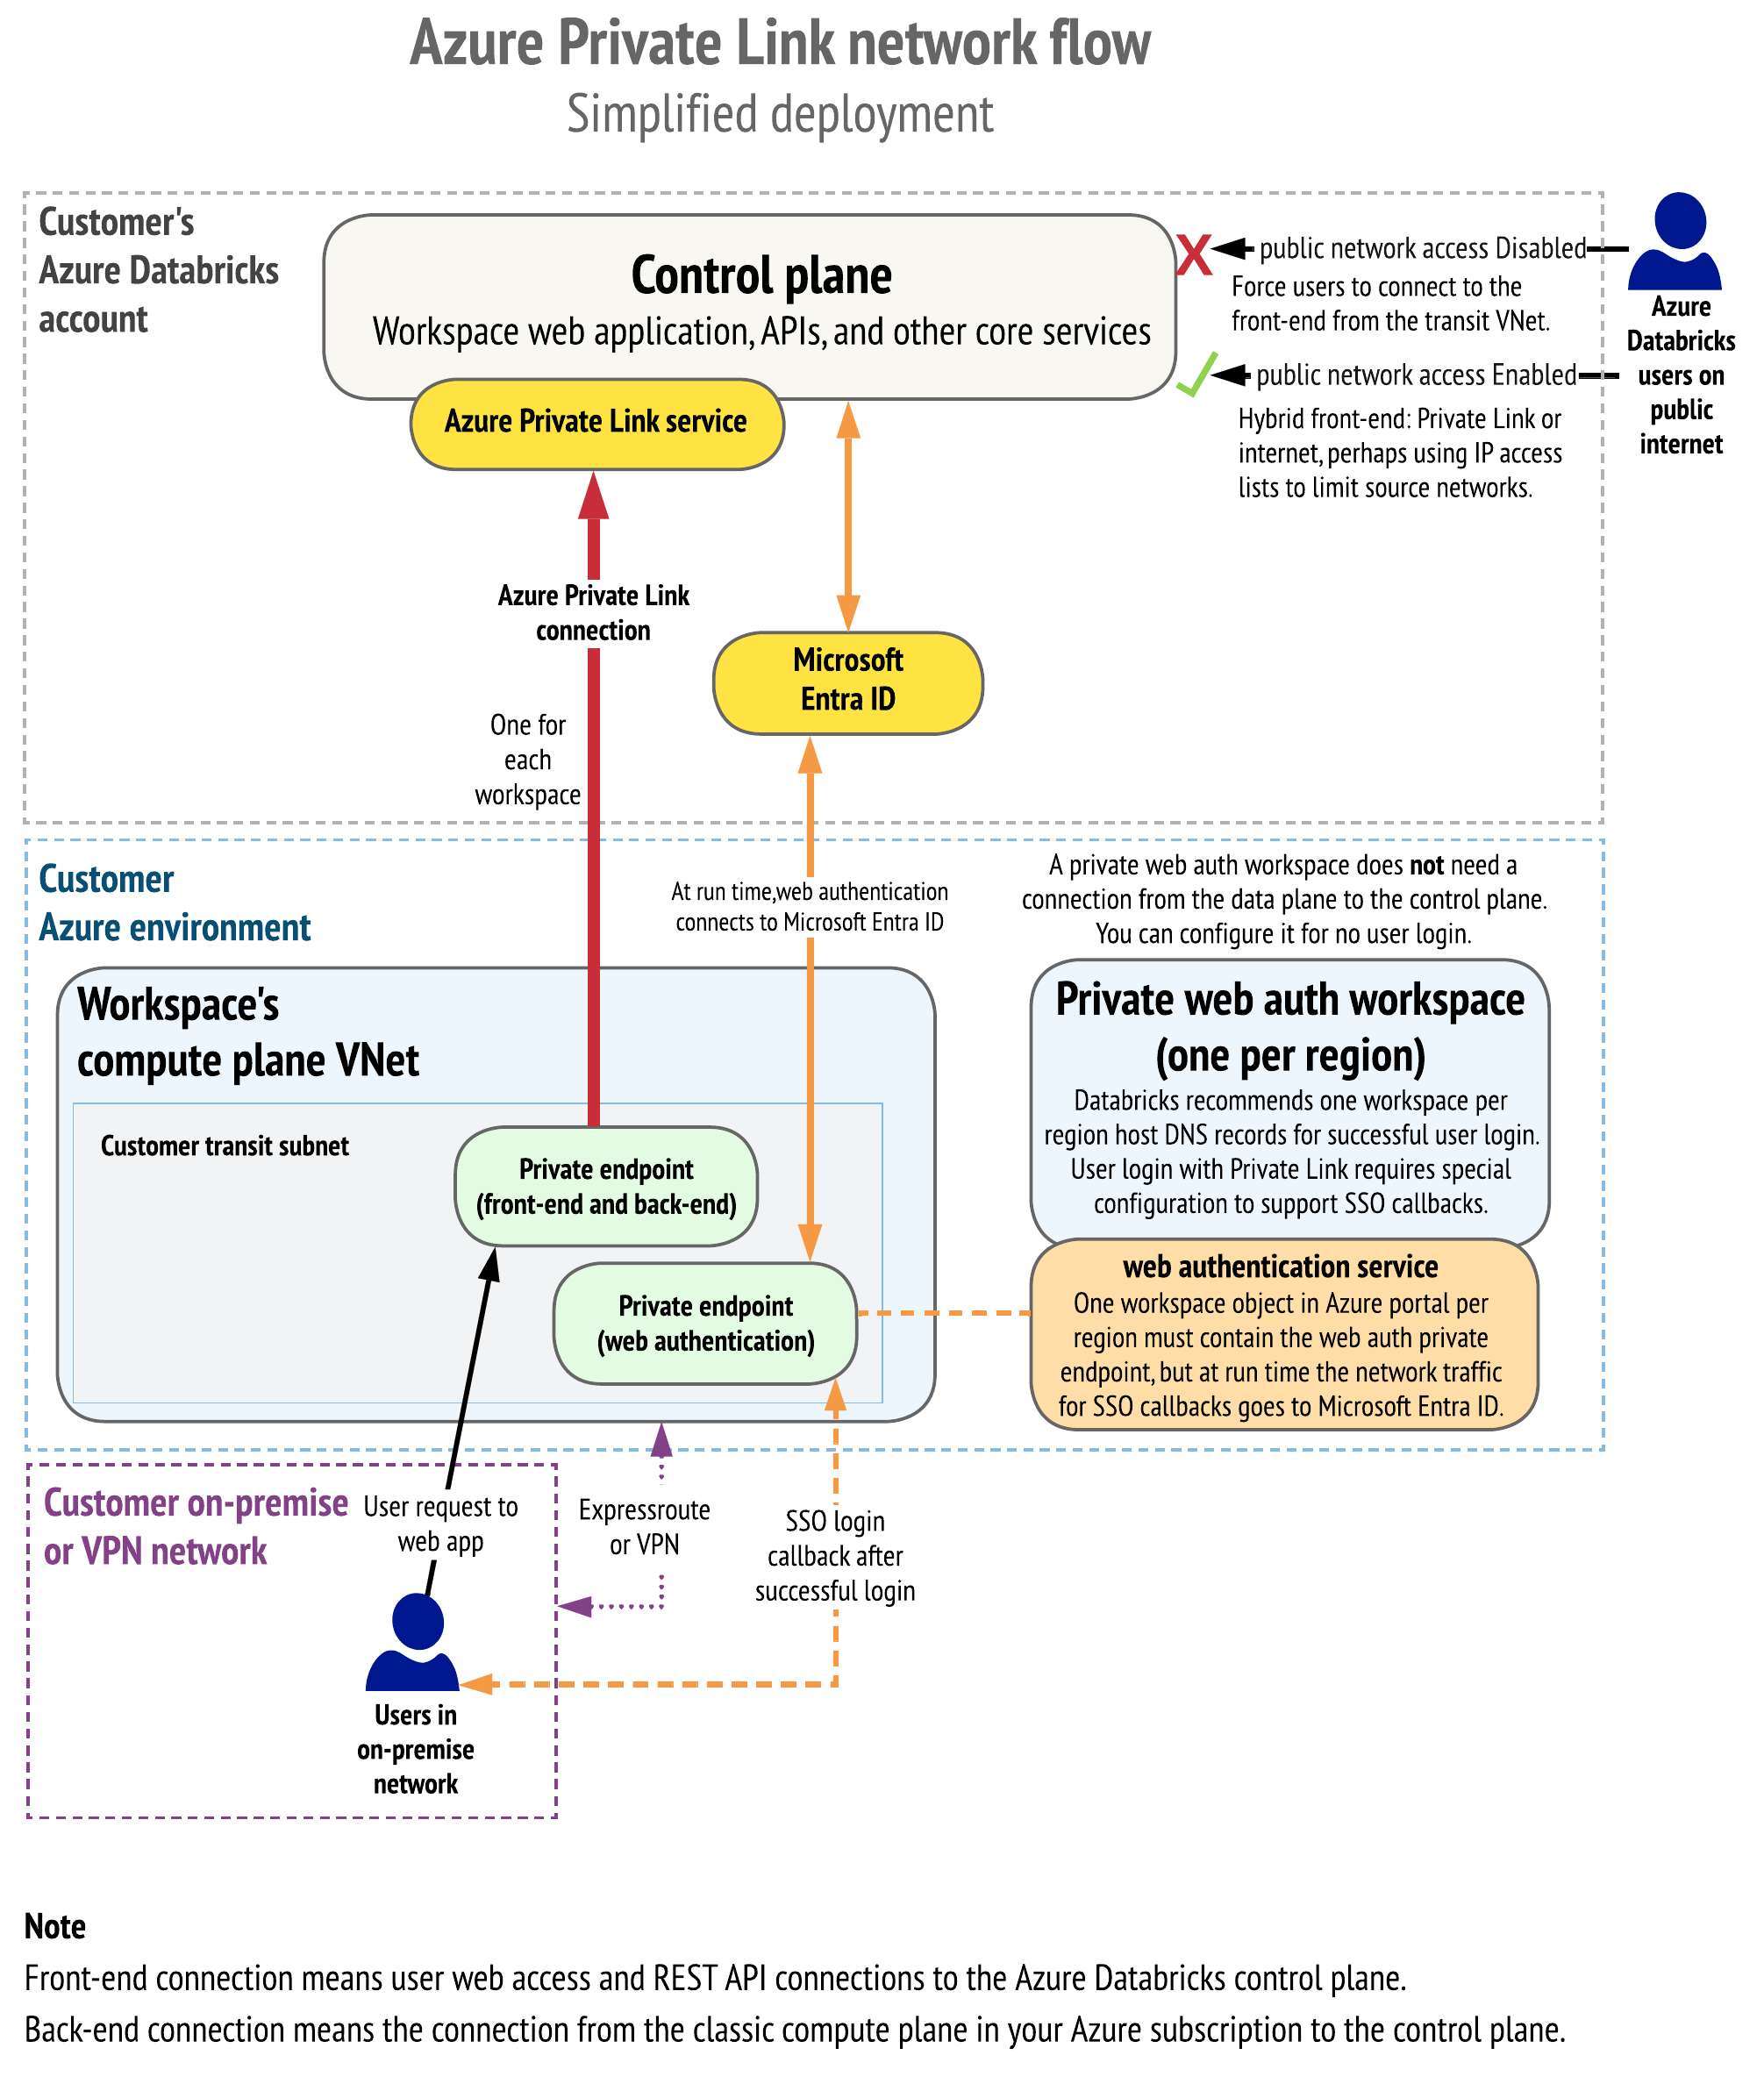 Azure Private Link network flow
Simplified deployment
Customer's
Azure Databricks
account
Control plane
Workspace web application, APIs, and other core services
Azure Private Link service
X
public network access Disabled
Force users to connect to the
front-end from the transit VNet.
public network access Enabled
Hybrid front-end: Private Link or
internet, perhaps using IP access
lists to limit source networks.
Azure
Databricks
users on
public
internet
Azure Private Link
connection
One for
each
workspace
Microsoft
Entra ID
Customer
Azure environment
At run time,web authentication
connects to Microsoft Entra ID
A private web auth workspace does not need a
connection from the data plane to the control plane.
You can configure it for no user login.
Workspace's
compute plane VNet
Customer transit subnet
Private endpoint
(front-end and back-end)
Private endpoint
(web authentication)
Private web auth workspace
(one per region)
Databricks recommends one workspace per
region host DNS records for successful user login.
User login with Private Link requires special
configuration to support SSO callbacks.
web authentication service
One workspace object in Azure portal per
region must contain the web auth private
endpoint, but at run time the network traffic
for SSO callbacks goes to Microsoft Entra ID.
Customer on-premise
or VPN network
User request to
web app
Expressroute
or VPN
SSO login
callback after
successful login
Users in
on-premise
network
Note
Front-end connection means user web access and REST API connections to the Azure Databricks control plane.
Back-end connection means the connection from the classic compute plane in your Azure subscription to the control plane.